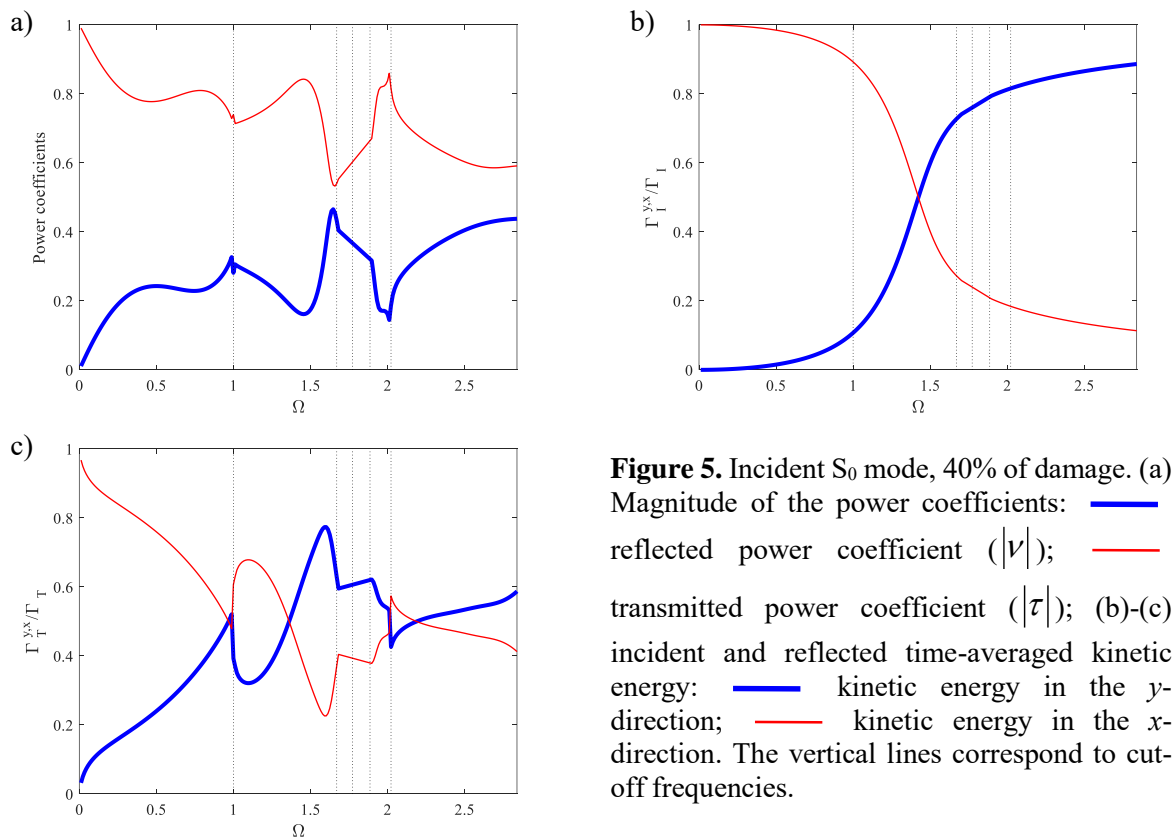 a)
1
0.8
0.6
0.4
0.2
0
Power coefficients
0 0.5 1 1.5 2 2.5
Ω
b)
1
0.8
0.6
0.4
0.2
0
Γ_I^{y,x}/Γ_I
0 0.5 1 1.5 2 2.5
Ω
c)
1
0.8
0.6
0.4
0.2
0
Γ_T^{y,x}/Γ_T
0 0.5 1 1.5 2 2.5
Ω
Figure 5. Incident S₀ mode, 40% of damage. (a)
Magnitude of the power coefficients:
reflected power coefficient (|ν|);
transmitted power coefficient (|τ|); (b)-(c)
incident and reflected time-averaged kinetic
energy: kinetic energy in the y-
direction; kinetic energy in the x-
direction. The vertical lines correspond to cut-
off frequencies.